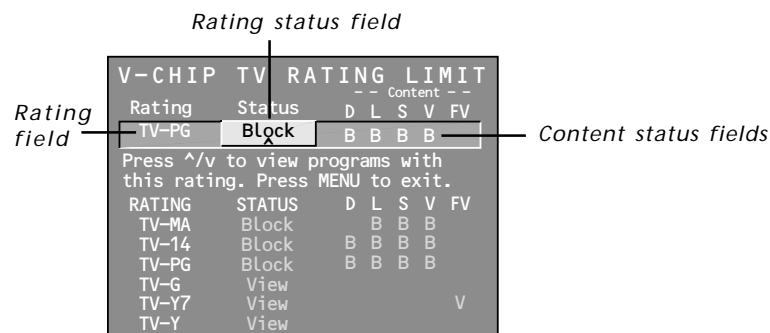 Rating status field
V-CHIP TV RATING LIMIT
– – Content – –
Rating Status D L S V FV
Rating field
TV-PG Block B B B B
Content status fields
Press ^/v to view programs with
this rating. Press MENU to exit.
RATING STATUS D L S V FV
TV-MA Block B B B
TV-14 Block B B B B
TV-PG Block B B B B
TV-G View
TV-Y7 View V
TV-Y View